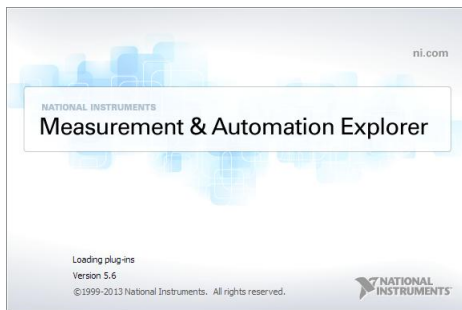 ni.com
NATIONAL INSTRUMENTS
Measurement & Automation Explorer
Loading plug-ins
Version 5.6
©1999-2013 National Instruments. All rights reserved.
NATIONAL
INSTRUMENTS